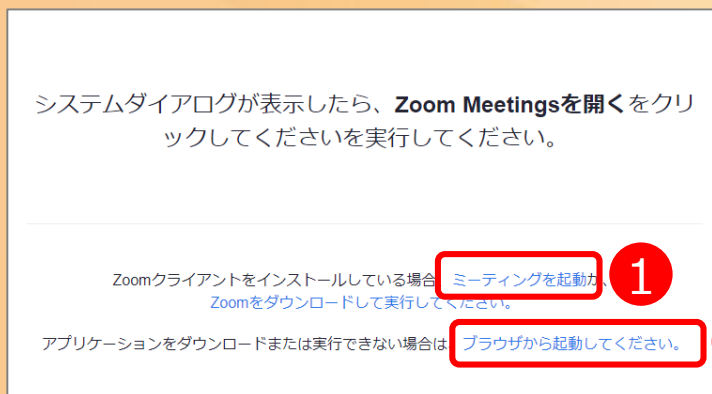 システムダイアログが表示したら、Zoom Meetingsを開くをクリ
ックしてくださいを実行してください。
Zoomクライアントをインストールしている場合 ミーティングを起動か、
1
Zoomをダウンロードして実行してください。
アプリケーションをダウンロードまたは実行できない場合は ブラウザから起動してください。